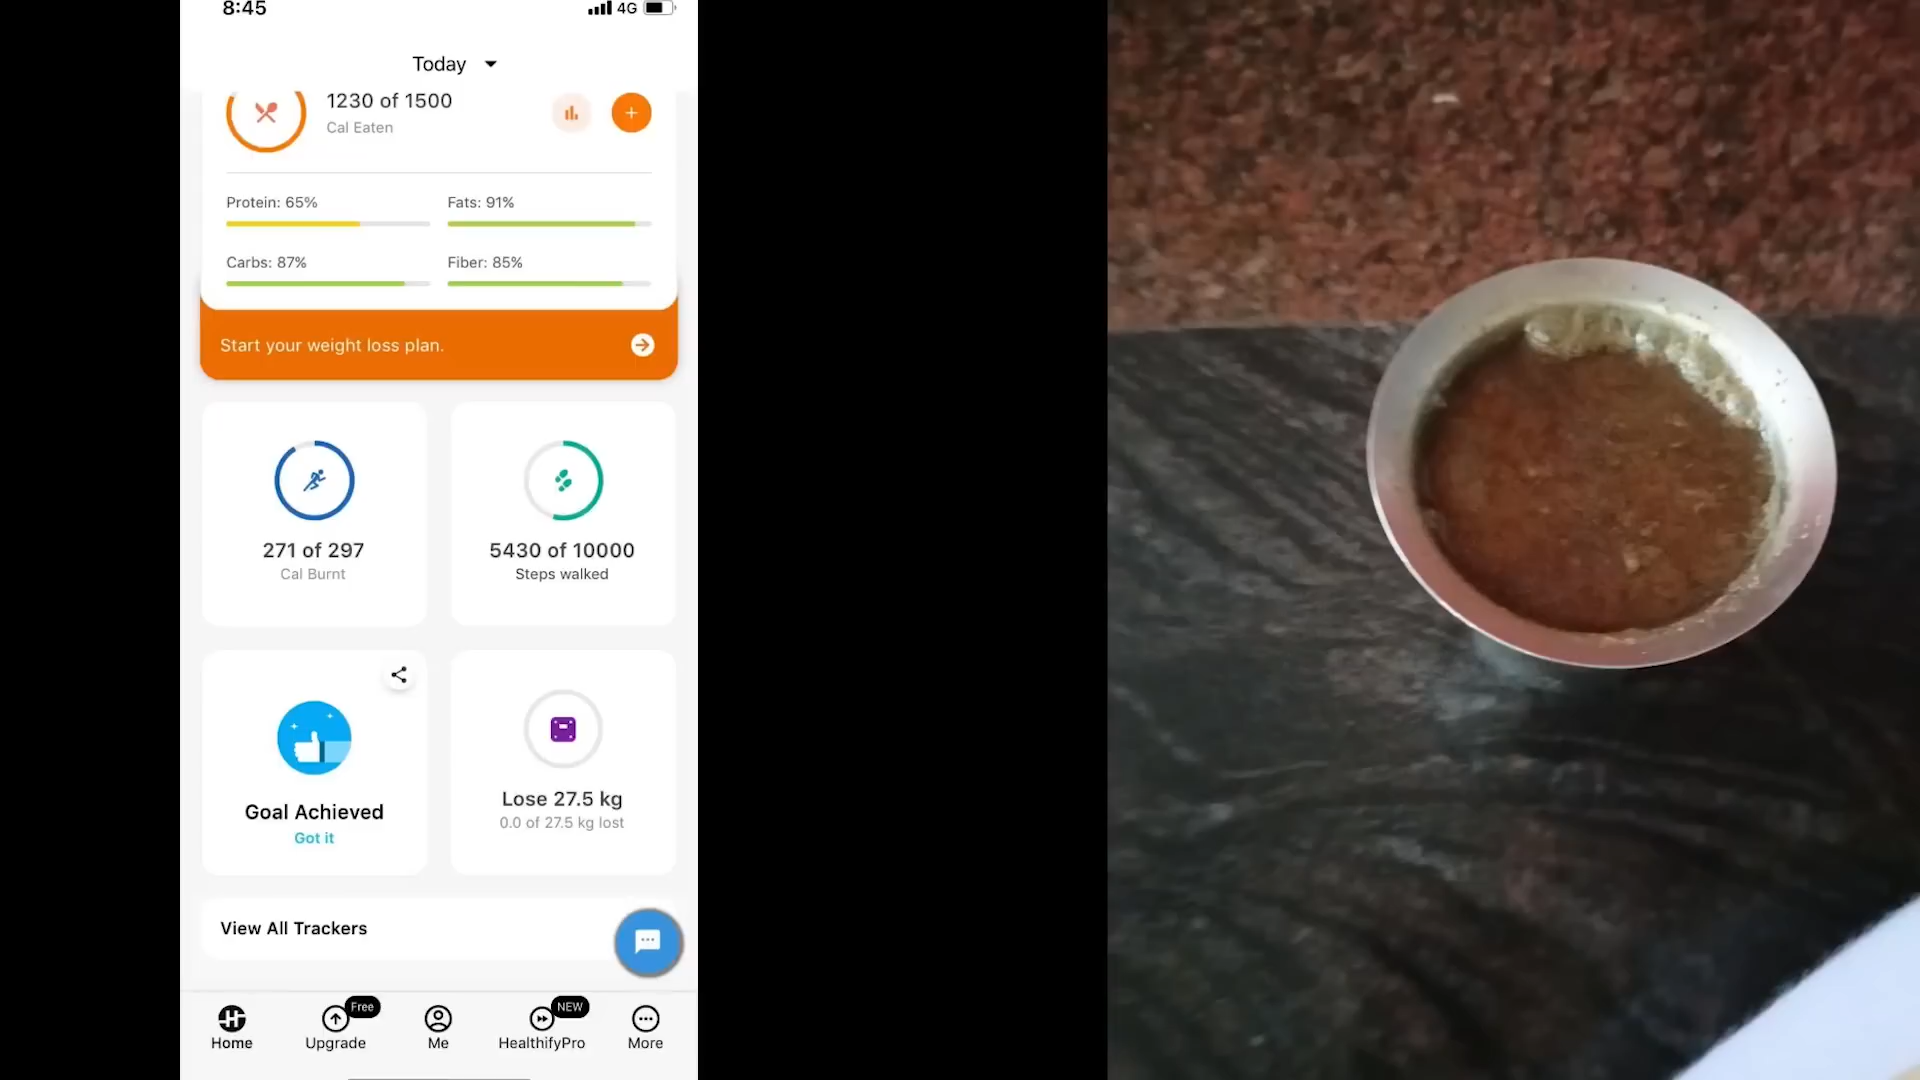 8:45
4G
Today
1230 of 1500
Cal Eaten
Protein: 65%
Fats: 91%
Carbs: 87%
Fiber: 85%
Start your weight loss plan.
271 of 297
Cal Burnt
5430 of 10000
Steps walked
Goal Achieved
Got it
Lose 27.5 kg
0.0 of 27.5 kg lost
View All Trackers
Free
NEW
Home
Upgrade
Me
HealthifyPro
More